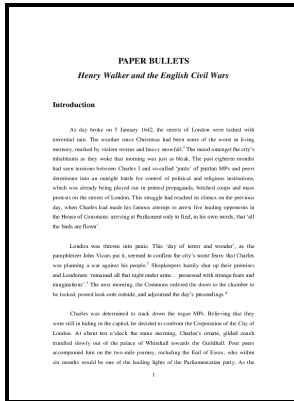 PAPER BULLETS
Henry Walker and the English Civil Wars
Introduction
As day broke on 5 January 1642, the streets of London were lashed with
torrential rain. The weather since Christmas had been some of the worst in living
memory, marked by violent storms and heavy snowfall.1 The mood amongst the city's
inhabitants as they woke that morning was just as bleak. The past eighteen months
had seen tensions between Charles I and so-called 'junto' of puritan MPs and peers
deteriorate into an outright battle for control of political and religious institutions,
which was already being played out in printed propaganda, botched coups and mass
protests on the streets of London. This struggle had reached its climax on the previous
day, when Charles had made his famous attempt to arrest five leading opponents in
the House of Commons: arriving at Parliament only to find, in his own words, that 'all
the birds are flown'.
London was thrown into panic. This 'day of terror and wonder', as the
pamphleteer John Vicars put it, seemed to confirm the city's worst fears: that Charles
was planning a war against his people.2 Shopkeepers hastily shut up their premises
and Londoners 'remained all that night under arms… possessed with strange fears and
imaginations'.3 The next morning, the Commons ordered the doors to the chamber to
be locked, posted look-outs outside, and adjourned the day's proceedings.4
Charles was determined to track down the rogue MPs. Believing that they
were still in hiding in the capital, he decided to confront the Corporation of the City of
London. At about ten o'clock the same morning, Charles's ornate, gilded coach
trundled slowly out of the palace of Whitehall towards the Guildhall. Four peers
accompanied him on the two-mile journey, including the Earl of Essex, who within
six months would be one of the leading lights of the Parliamentarian party. As the
1